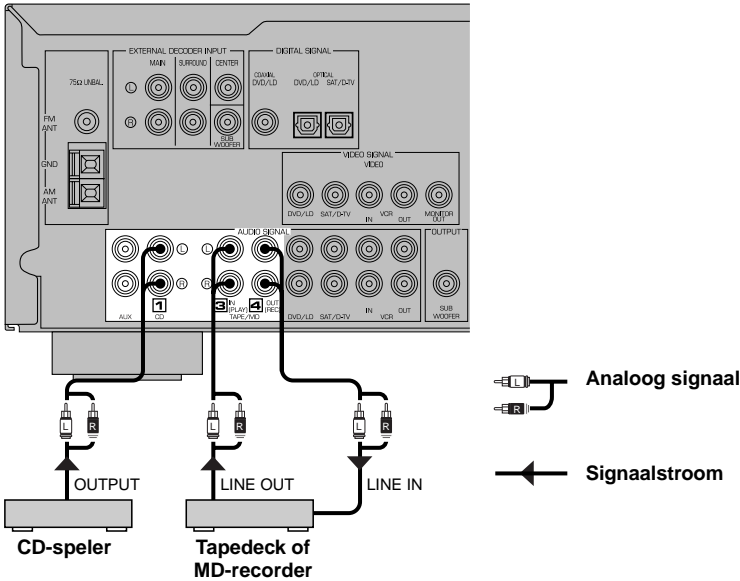 EXTERNAL DECODER INPUT
DIGITAL SIGNAL
MAIN SURROUND CENTER
COAXIAL OPTICAL
DVD/LD DVD/LD SAT/D-TV
75Ω UNBAL.
L
R
FM
ANT
SUB
WOOFER
GND
AM
ANT
VIDEO SIGNAL
VIDEO
DVD/LD SAT/D-TV IN VCR OUT MONITOR
OUT
AUDIO SIGNAL
OUTPUT
L L
R R
1 3 IN 4 OUT
(PLAY) (REC)
AUX CD TAPE/MD DVD/LD SAT/D-TV IN VCR OUT
SUB
WOOFER
L R L R L R
OUTPUT LINE OUT LINE IN
CD-speler
Tapedeck of
MD-recorder
L
R
Analoog signaal
Signaalstroom